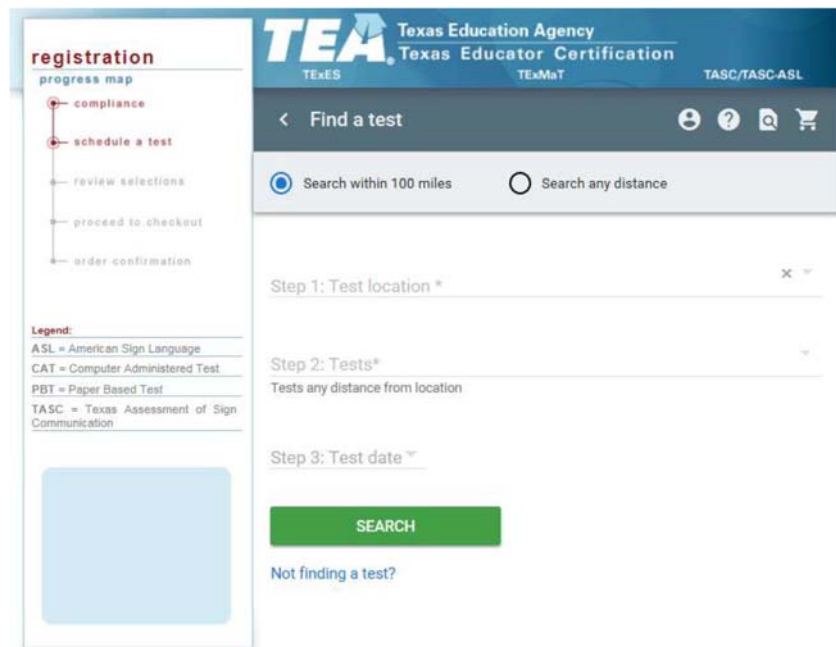 registration
progress map
compliance
schedule a test
review selections
proceed to checkout
order confirmation
Legend:
ASL = American Sign Language
CAT = Computer Administered Test
PBT = Paper Based Test
TASC = Texas Assessment of Sign
Communication
TEA
Texas Education Agency
Texas Educator Certification
TExES TExMaT TASC/TASC-ASL
Find a test
Search within 100 miles Search any distance
Step 1: Test location *
Step 2: Tests*
Tests any distance from location
Step 3: Test date
SEARCH
Not finding a test?